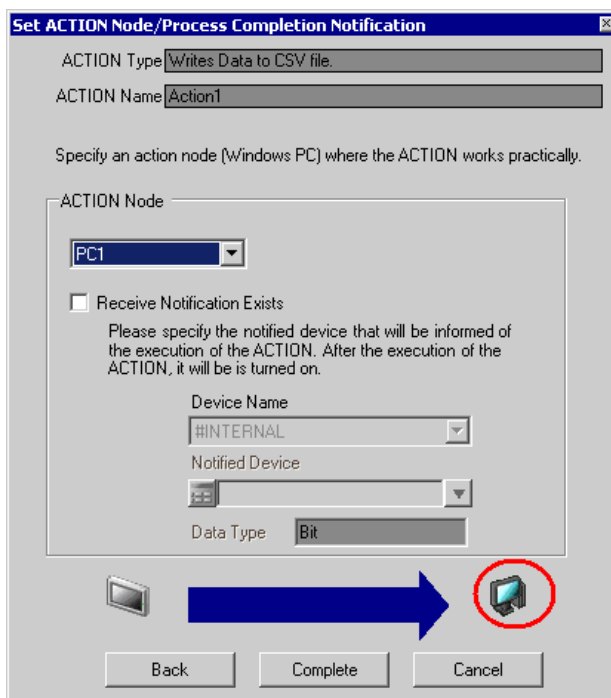 Set ACTION Node/Process Completion Notification
ACTION Type Writes Data to CSV file.
ACTION Name Action1
Specify an action node (Windows PC) where the ACTION works practically.
ACTION Node
PC1
Receive Notification Exists
Please specify the notified device that will be informed of
the execution of the ACTION. After the execution of the
ACTION, it will be is turned on.
Device Name
#INTERNAL
Notified Device
Data Type Bit
Back Complete Cancel